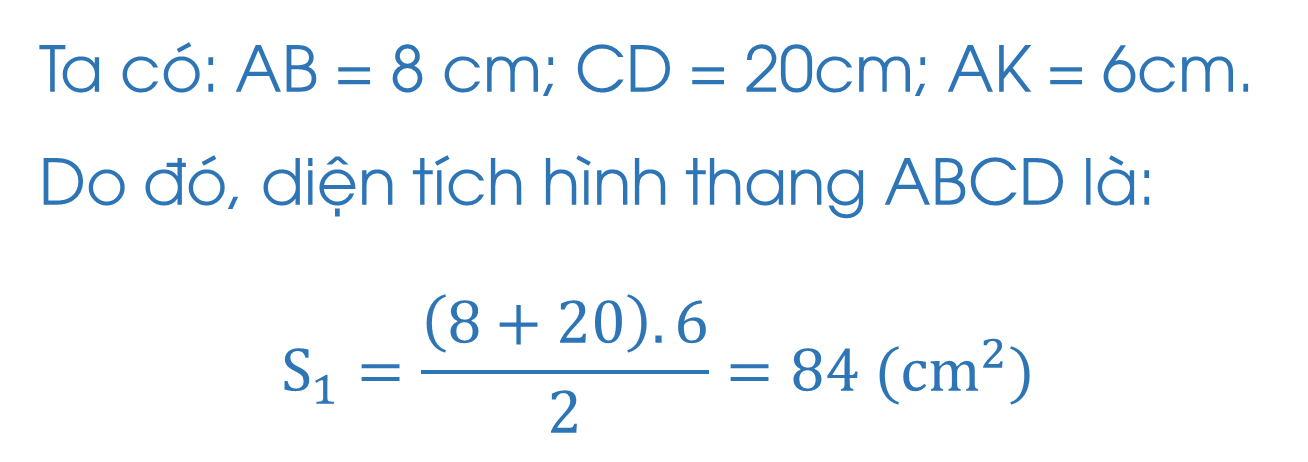 Ta có: AB = 8 cm; CD = 20cm; AK = 6cm.
Do đó, diện tích hình thang ABCD là:
S₁ = (8 + 20).6 / 2 = 84 (cm²)